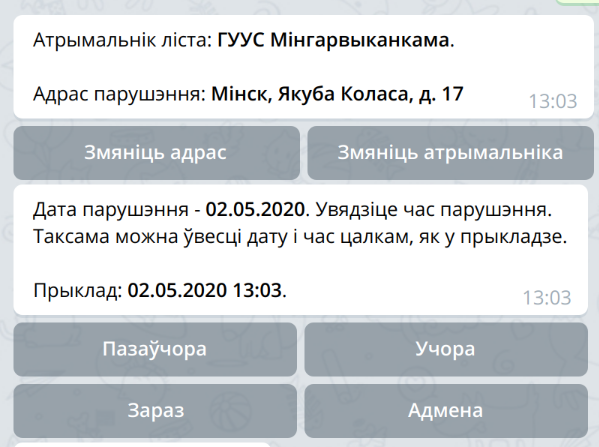 Атрымальнік ліста: ГУУС Мінгарвыканкама.
Адрас парушэння: Мінск, Якуба Коласа, д. 17
13:03
Змяніць адрас
Змяніць атрымальніка
Дата парушэння - 02.05.2020. Увядзіце час парушэння.
Таксама можна ўвесці дату і час цалкам, як у прыкладзе.
Прыклад: 02.05.2020 13:03.
13:03
Пазаўчора
Учора
Зараз
Адмена